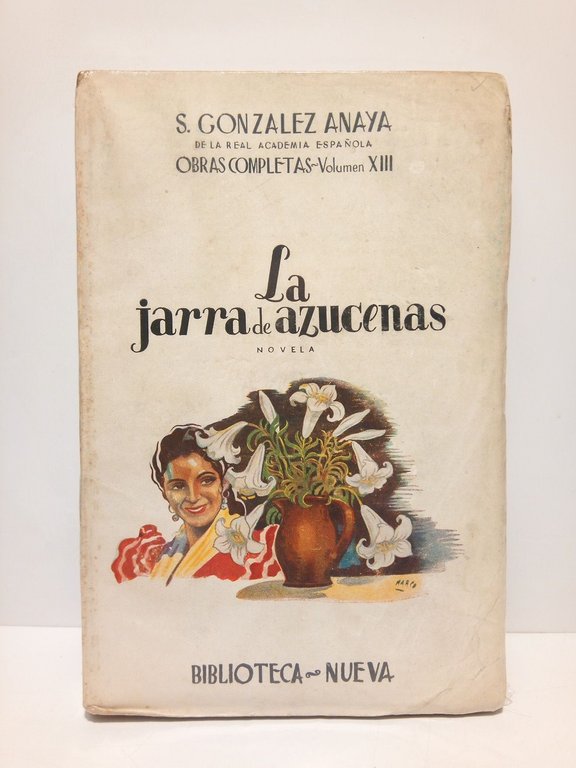 S. GONZALEZ ANAYA
DE LA REAL ACADEMIA ESPAÑOLA
OBRAS COMPLETAS~Volumen XIII
La
jarra de azucenas
NOVELA
BIBLIOTECA ~ NUEVA